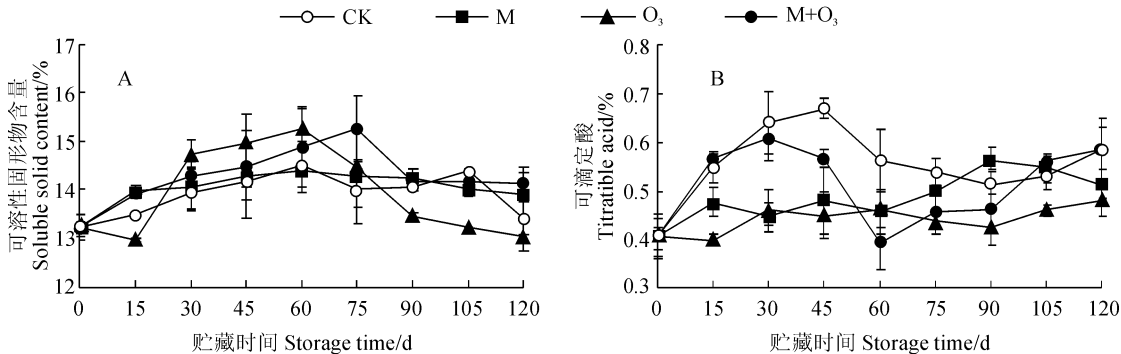 CK M O₃ M+O₃
可溶性固形物含量
Soluble solid content/%
A
17
16
15
14
13
12
0 15 30 45 60 75 90 105 120
贮藏时间 Storage time/d
可滴定酸
Titratible acid/%
B
0.8
0.7
0.6
0.5
0.4
0.3
0 15 30 45 60 75 90 105 120
贮藏时间 Storage time/d